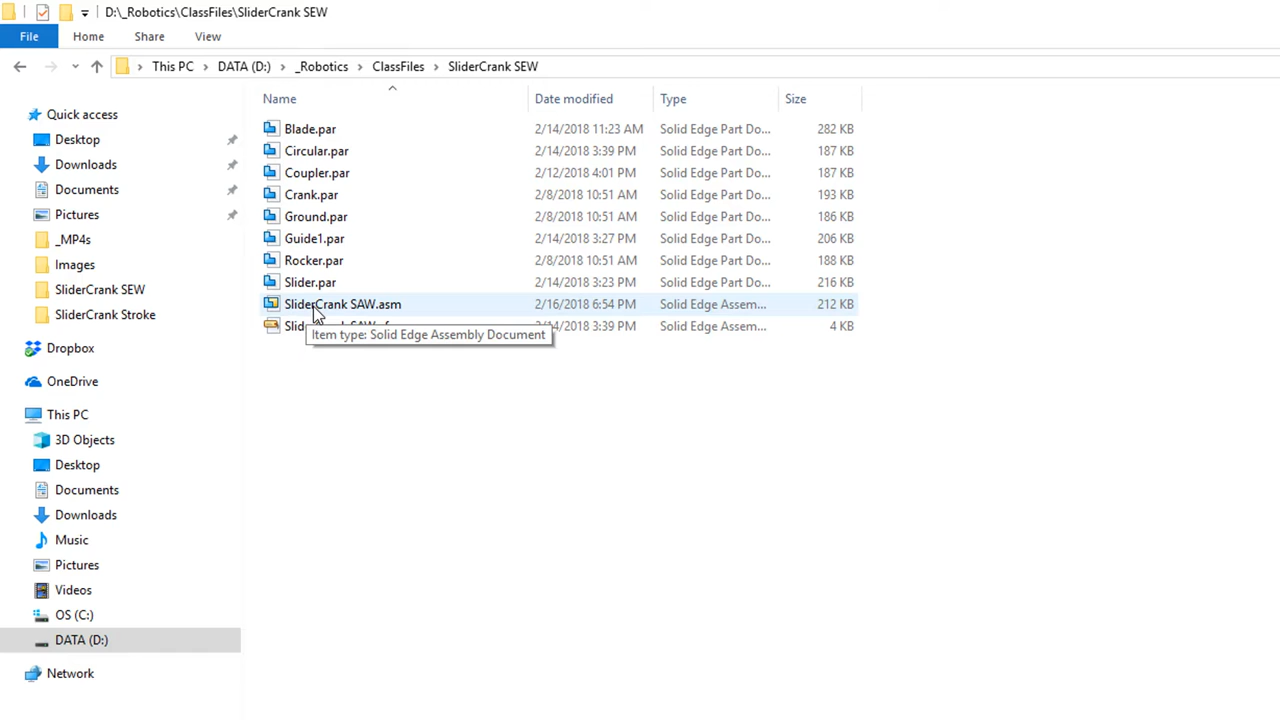 D:\_Robotics\ClassFiles\SliderCrank SEW
File Home Share View
This PC DATA (D:) _Robotics ClassFiles SliderCrank SEW
Name Date modified Type Size
Quick access
Desktop
Downloads
Documents
Pictures
_MP4s
Images
SliderCrank SEW
SliderCrank Stroke
Dropbox
OneDrive
This PC
3D Objects
Desktop
Documents
Downloads
Music
Pictures
Videos
OS (C:)
DATA (D:)
Network
Blade.par 2/14/2018 11:23 AM Solid Edge Part Do... 282 KB
Circular.par 2/14/2018 3:39 PM Solid Edge Part Do... 187 KB
Coupler.par 2/12/2018 4:01 PM Solid Edge Part Do... 187 KB
Crank.par 2/8/2018 10:51 AM Solid Edge Part Do... 193 KB
Ground.par 2/8/2018 10:51 AM Solid Edge Part Do... 186 KB
Guide1.par 2/14/2018 3:27 PM Solid Edge Part Do... 206 KB
Rocker.par 2/8/2018 10:51 AM Solid Edge Part Do... 188 KB
Slider.par 2/14/2018 3:23 PM Solid Edge Part Do... 216 KB
SliderCrank SAW.asm 2/16/2018 6:54 PM Solid Edge Assem... 212 KB
3:39 PM Solid Edge Assem... 4 KB
Item type: Solid Edge Assembly Document